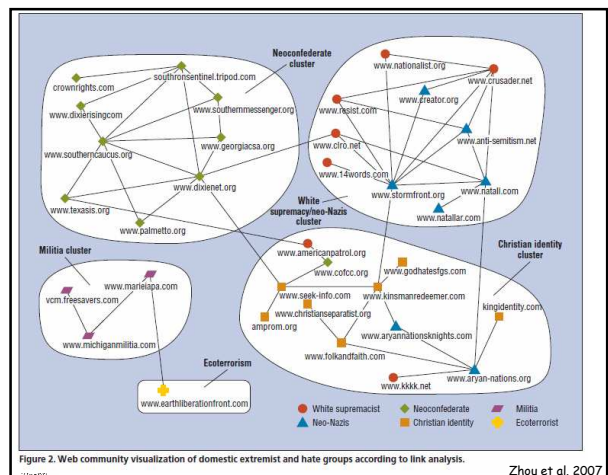 Neoconfederate
cluster
southronsentinel.tripod.com
crownrights.com
www.dixierisingcom
www.southernmessenger.org
www.southerncaucus.org
www.georgiacsa.org
www.dixienet.org
www.texasis.org
www.palmetto.org
www.nationalist.org
www.crusader.net
www.creator.org
www.resist.com
www.anti-semitism.net
www.clro.net
www.14words.com
www.stormfront.org
www.natall.com
www.natallar.com
White
supremacy/neo-Nazis
cluster
Militia cluster
www.marieiapa.com
vcm.freesavers.com
www.michiganmilitia.com
Ecoterrorism
www.earthliberationfront.com
Christian identity
cluster
www.americanpatrol.org
www.cofcc.org
www.godhatesfgs.com
www.seek-info.com
www.kinsmanredeemer.com
www.christianseparatist.org
kingidentity.com
amprom.org
www.aryannationsknights.com
www.folkandfaith.com
www.kkkk.net
www.aryan-nations.org
White supremacist
Neoconfederate
Militia
Neo-Nazis
Christian identity
Ecoterrorist
Figure 2. Web community visualization of domestic extremist and hate groups according to link analysis.
Zhou et al. 2007